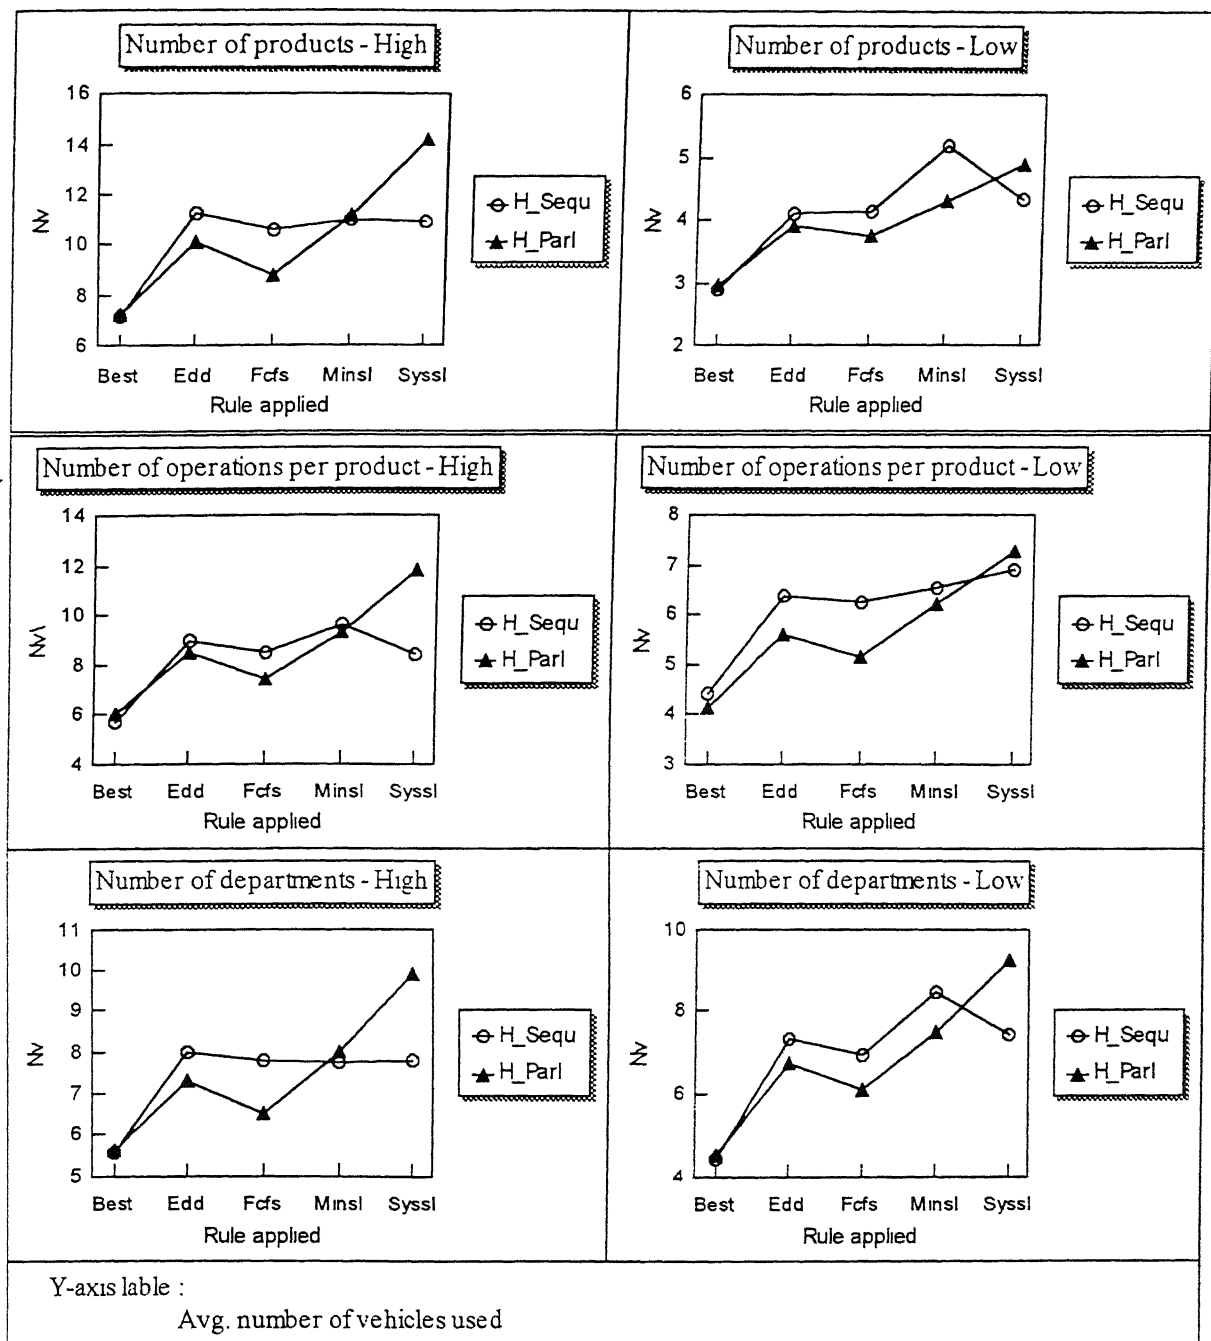 Number of products - High
16
14
12
10
8
6
Nv
Best Edd Fcfs Minsl Syssl
Rule applied
H_Sequ
H_Parl
Number of products - Low
6
5
4
3
2
Nv
Best Edd Fcfs Minsl Syssl
Rule applied
H_Sequ
H_Parl
Number of operations per product - High
14
12
10
8
6
4
Nv\
Best Edd Fcfs Minsl Syssl
Rule applied
H_Sequ
H_Parl
Number of operations per product - Low
8
7
6
5
4
3
Nv
Best Edd Fcfs Minsl Syssl
Rule applied
H_Sequ
H_Parl
Number of departments - High
11
10
9
8
7
6
5
Nv
Best Edd Fcfs Minsl Syssl
Rule applied
H_Sequ
H_Parl
Number of departments - Low
10
8
6
4
Nv
Best Edd Fcfs Minsl Syssl
Rule applied
H_Sequ
H_Parl
Y-axis lable :
Avg. number of vehicles used